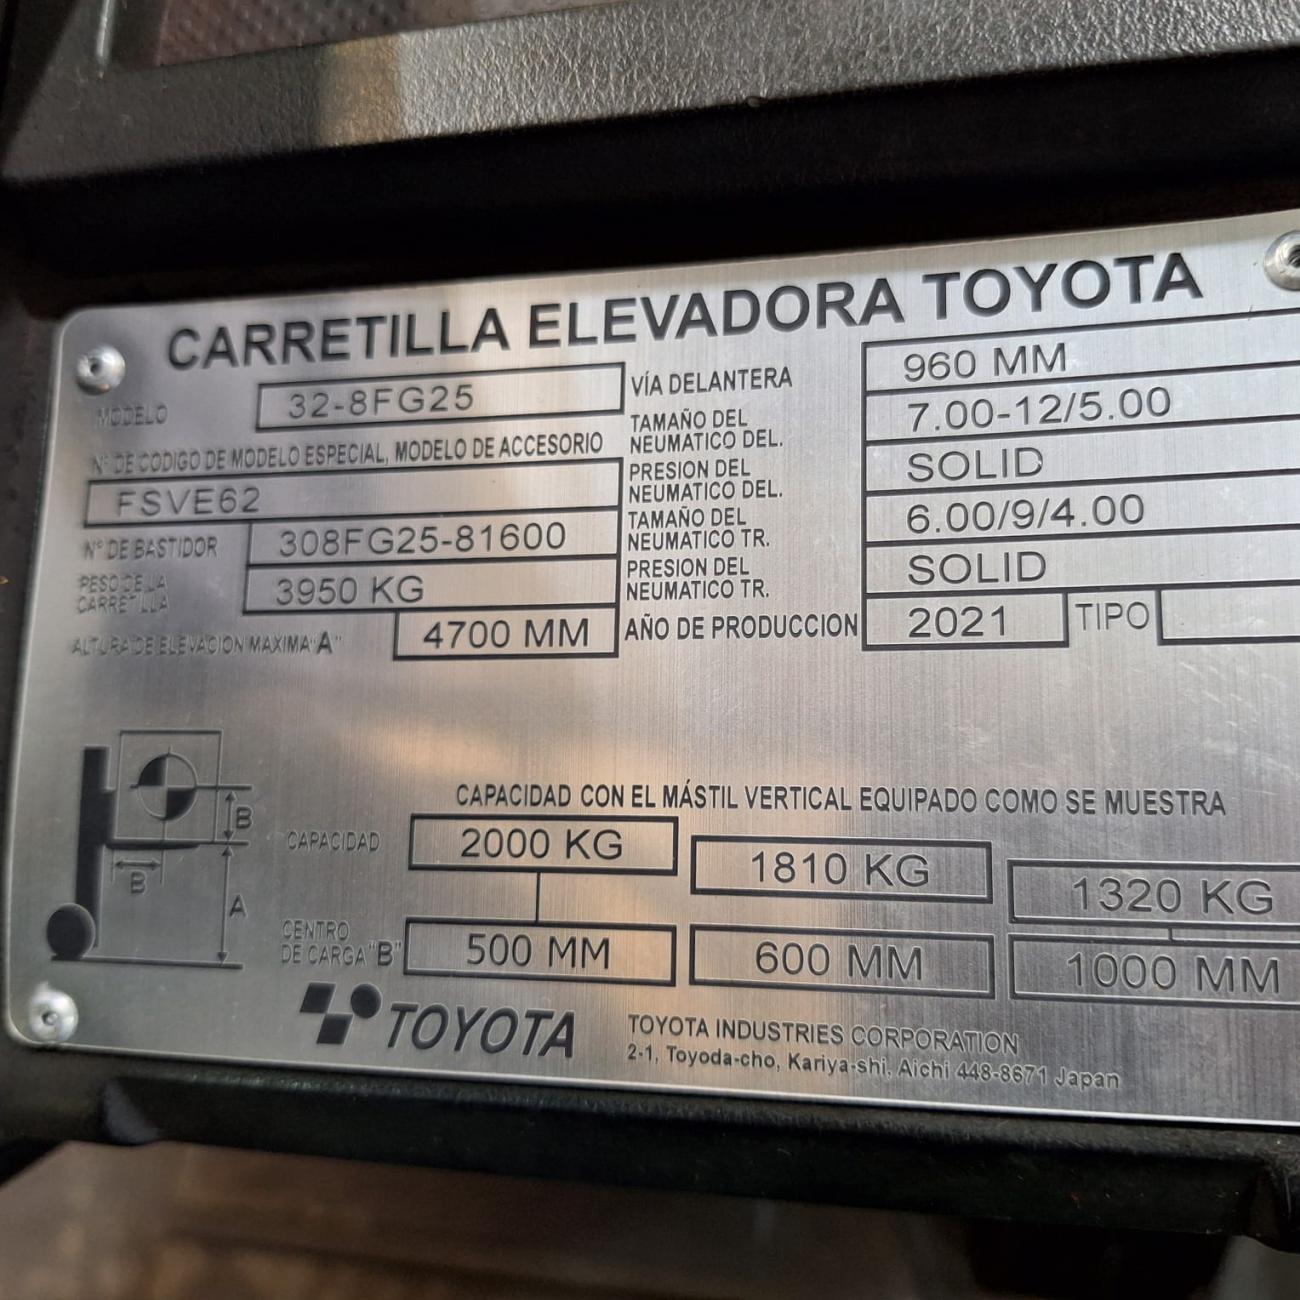 CARRETILLA ELEVADORA TOYOTA
MODELO 32-8FG25
N° DE CODIGO DE MODELO ESPECIAL, MODELO DE ACCESORIO
FSVE62
N° DE BASTIDOR 308FG25-81600
PESO DE LA
CARRETILLA 3950 KG
ALTURA DE ELEVACION MAXIMA "A" 4700 MM
VÍA DELANTERA 960 MM
TAMAÑO DEL
NEUMATICO DEL. 7.00-12/5.00
PRESION DEL
NEUMATICO DEL. SOLID
TAMAÑO DEL
NEUMATICO TR. 6.00/9/4.00
PRESION DEL
NEUMATICO TR. SOLID
AÑO DE PRODUCCION 2021 TIPO
B
B
A
CAPACIDAD CON EL MÁSTIL VERTICAL EQUIPADO COMO SE MUESTRA
CAPACIDAD 2000 KG 1810 KG 1320 KG
CENTRO
DE CARGA "B" 500 MM 600 MM 1000 MM
TOYOTA
TOYOTA INDUSTRIES CORPORATION
2-1, Toyoda-cho, Kariya-shi, Aichi 448-8671 Japan